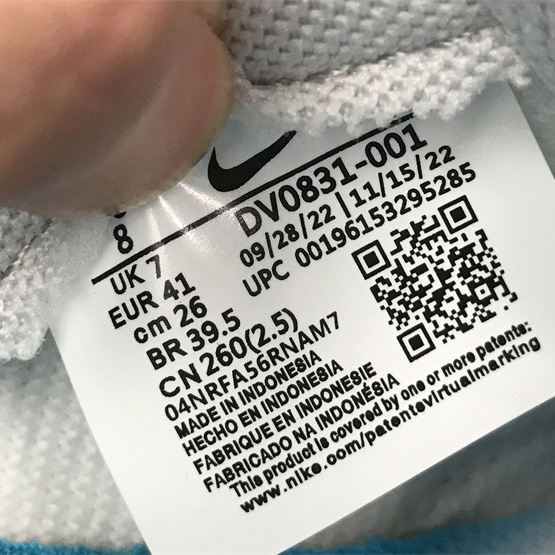 8
UK 7
EUR 41
cm 26
BR 39.5
CN 260(2.5)
04NRFA56RNAM7
DV0831-001
09/28/22 | 11/15/22
UPC 00196153295285
MADE IN INDONESIA
HECHO EN INDONESIA
FABRIQUE EN INDONESIE
FABRICADO NA INDONÉSIA
This product is covered by one or more patents:
www.nike.com/patentevirtualmarking